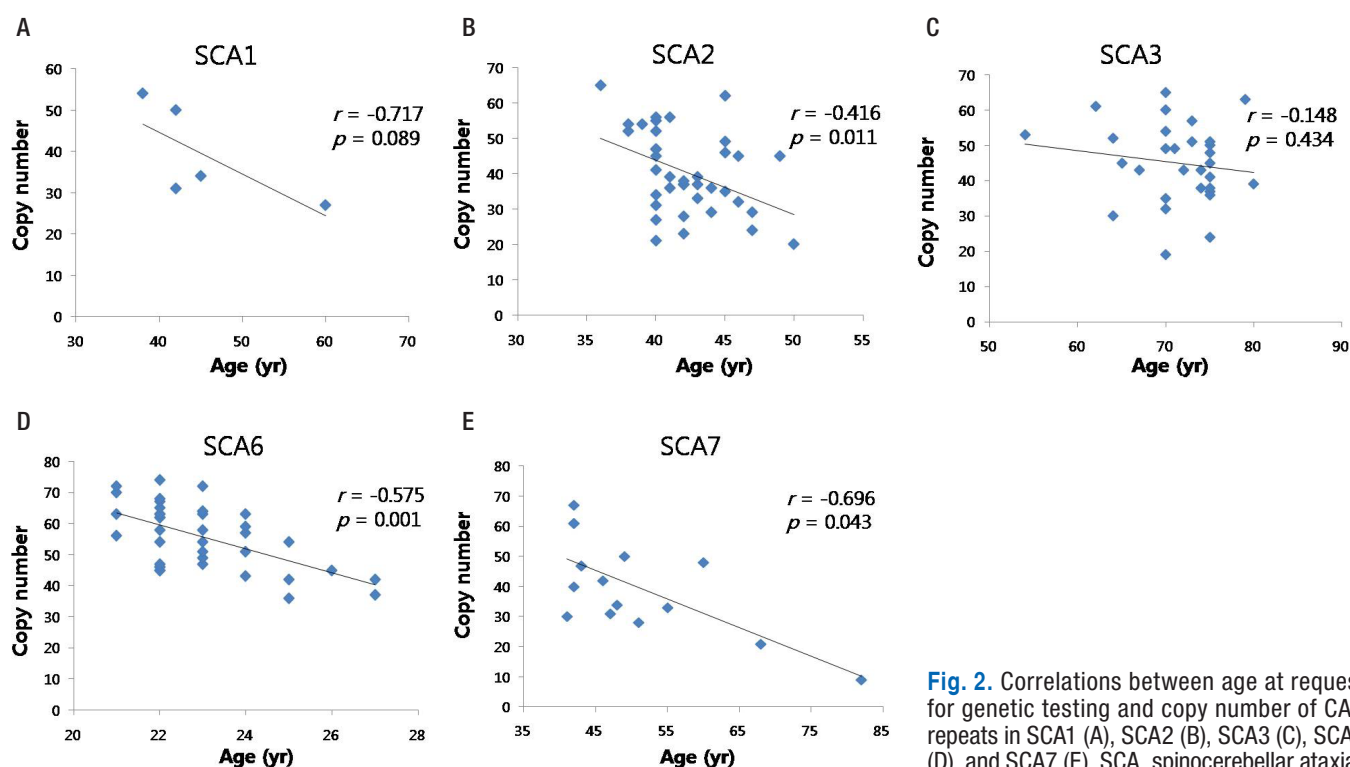 A
SCA1
r = -0.717
p = 0.089
Copy number
60
50
40
30
20
10
0
30 40 50 60 70
Age (yr)
B
SCA2
r = -0.416
p = 0.011
Copy number
70
60
50
40
30
20
10
0
30 35 40 45 50 55
Age (yr)
C
SCA3
r = -0.148
p = 0.434
Copy number
70
60
50
40
30
20
10
0
50 60 70 80 90
Age (yr)
D
SCA6
r = -0.575
p = 0.001
Copy number
80
70
60
50
40
30
20
10
0
20 22 24 26 28
Age (yr)
E
SCA7
r = -0.696
p = 0.043
Copy number
80
70
60
50
40
30
20
10
0
35 45 55 65 75 85
Age (yr)
Fig. 2. Correlations between age at reques
for genetic testing and copy number of CA
repeats in SCA1 (A), SCA2 (B), SCA3 (C), SCA
(D), and SCA7 (E). SCA, spinocerebellar ataxia